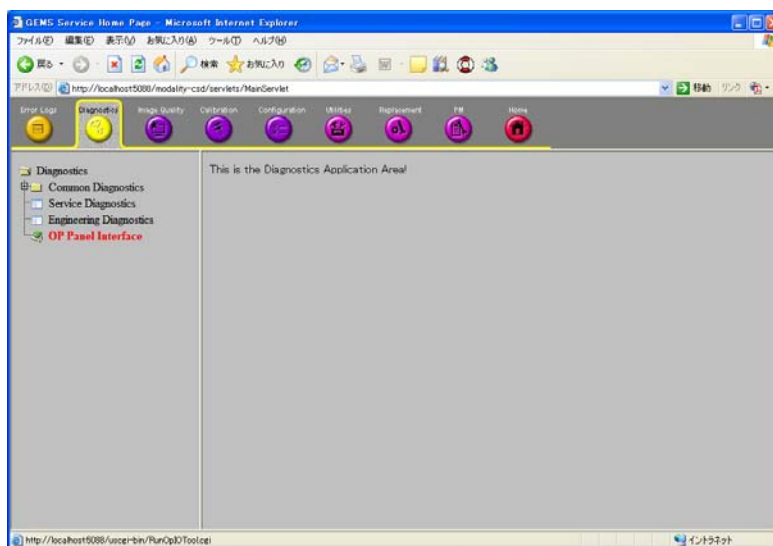 GEMS Service Home Page - Microsoft Internet Explorer
ファイル(F) 編集(E) 表示(V) お気に入り(A) ツール(T) ヘルプ(H)
戻る 検索 お気に入り
アドレス(D) http://localhost:5088/modality-csd/servlets/MainServlet 移動 リンク
Error Logs Diagnostics Image Quality Calibration Configuration Utilities Replacement PM Home
Diagnostics
Common Diagnostics
Service Diagnostics
Engineering Diagnostics
OP Panel Interface
This is the Diagnostics Application Area!
http://localhost:5088/uscgi-bin/RunOpIOTool.cgi イントラネット